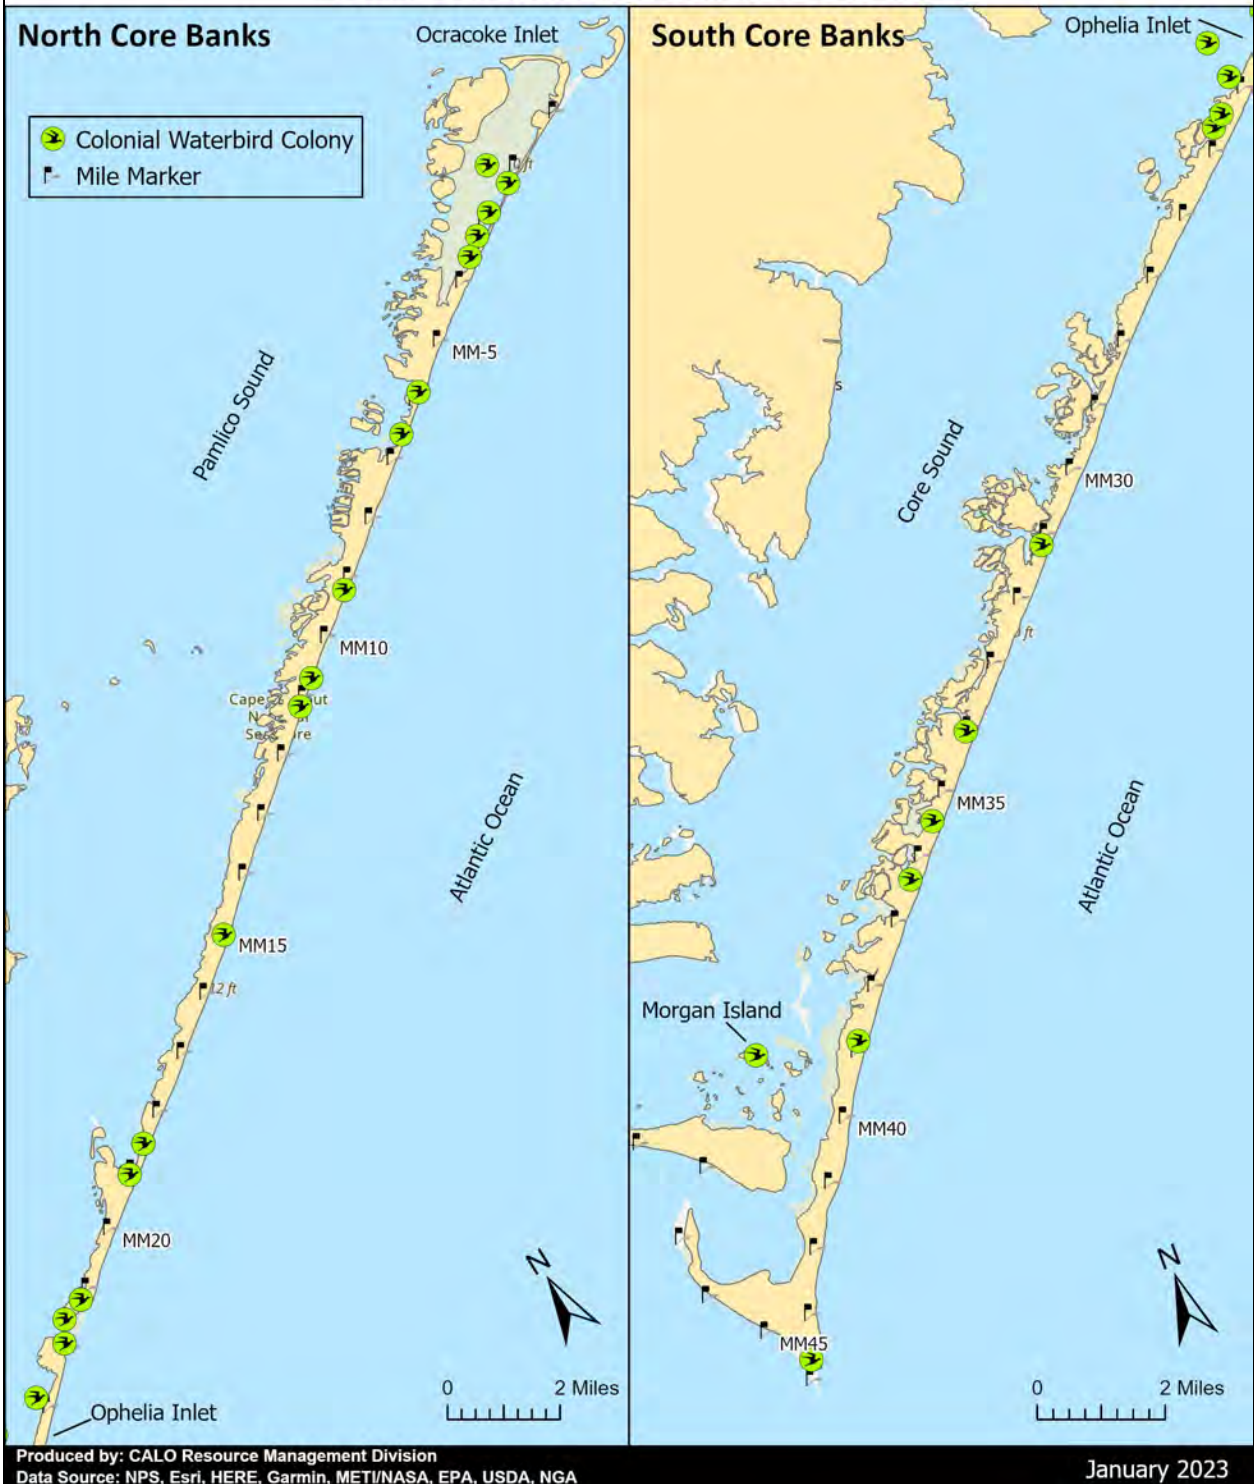 North Core Banks
Ocracoke Inlet
Colonial Waterbird Colony
Mile Marker
MM-5
Pamlico Sound
MM10
Atlantic Ocean
MM15
12 ft
MM20
N
0 2 Miles
Ophelia Inlet
South Core Banks
Ophelia Inlet
s
Core Sound
MM30
ft
MM35
Atlantic Ocean
Morgan Island
MM40
MM45
N
0 2 Miles
Produced by: CALO Resource Management Division
Data Source: NPS, Esri, HERE, Garmin, METI/NASA, EPA, USDA, NGA
January 2023